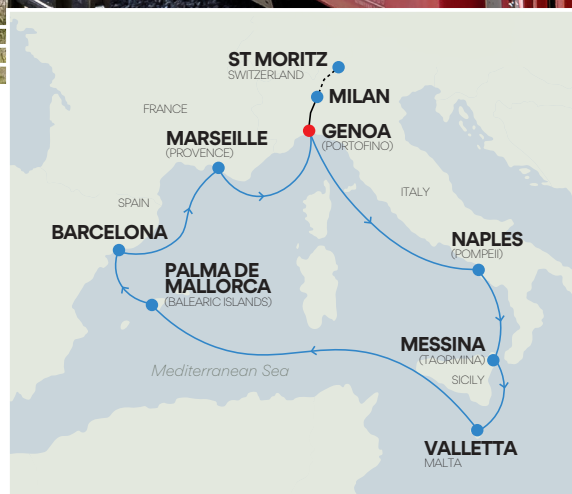 ST MORITZ
SWITZERLAND
MILAN
FRANCE
GENOA
(PORTOFINO)
MARSEILLE
(PROVENCE)
ITALY
SPAIN
BARCELONA
NAPLES
(POMPEII)
PALMA DE
MALLORCA
(BALEARIC ISLANDS)
MESSINA
(TAORMINA)
SICILY
Mediterranean Sea
VALLETTA
MALTA